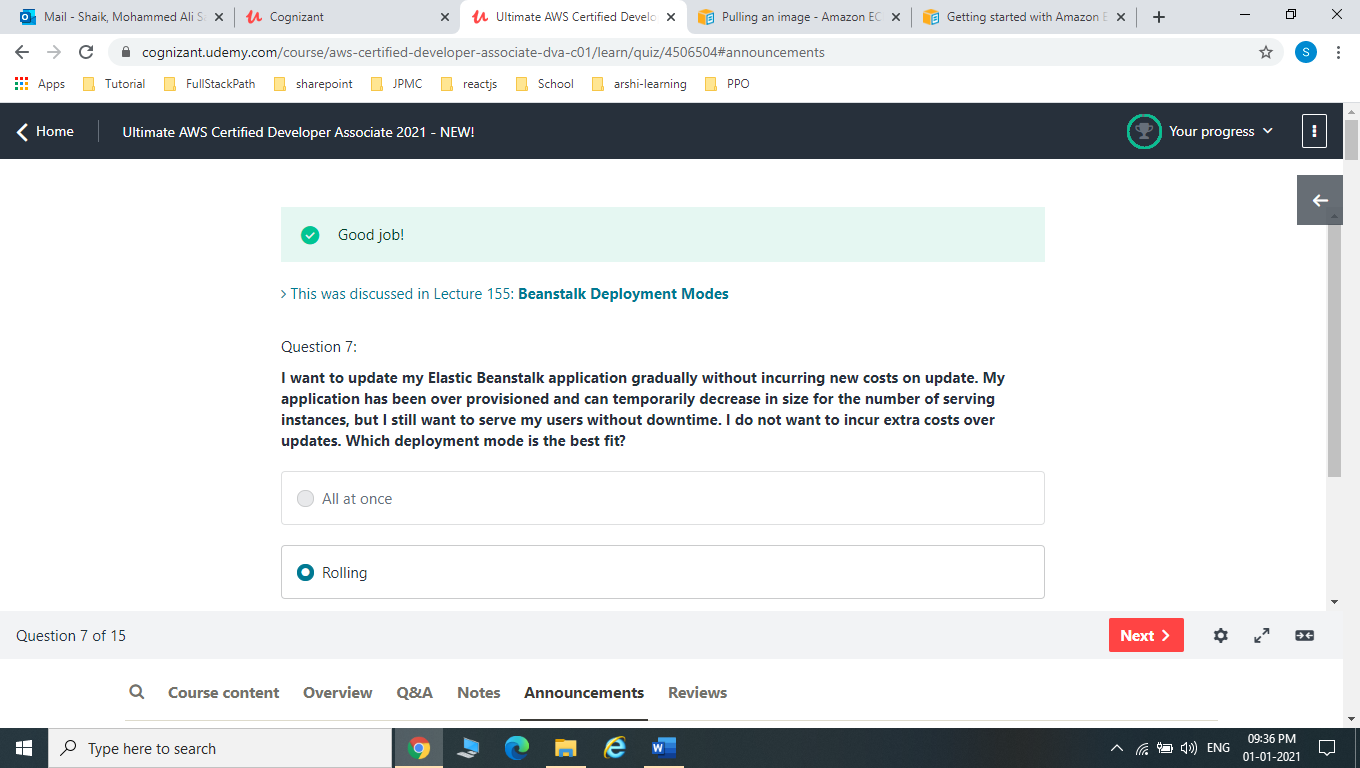 Mail - Shaik, Mohammed Ali S
Cognizant
Ultimate AWS Certified Develo
Pulling an image - Amazon EC
Getting started with Amazon E
cognizant.udemy.com/course/aws-certified-developer-associate-dva-c01/learn/quiz/4506504#announcements
S
Apps Tutorial FullStackPath sharepoint JPMC reactjs School arshi-learning PPO
Home Ultimate AWS Certified Developer Associate 2021 - NEW! Your progress
Good job!
> This was discussed in Lecture 155: Beanstalk Deployment Modes
Question 7:
I want to update my Elastic Beanstalk application gradually without incurring new costs on update. My
application has been over provisioned and can temporarily decrease in size for the number of serving
instances, but I still want to serve my users without downtime. I do not want to incur extra costs over
updates. Which deployment mode is the best fit?
All at once
Rolling
Question 7 of 15 Next
Course content Overview Q&A Notes Announcements Reviews
Type here to search
ENG
09:36 PM
01-01-2021